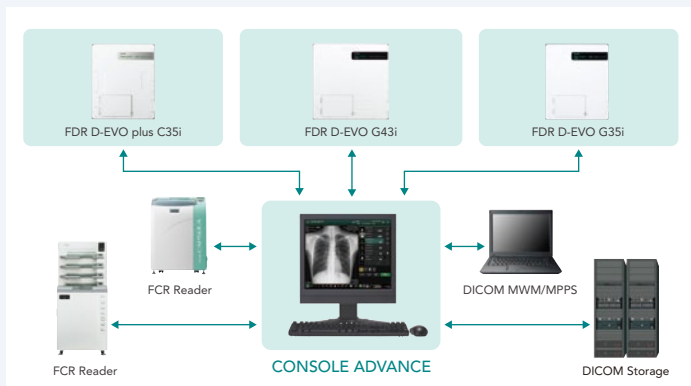 FDR D-EVO plus C35i
FDR D-EVO G43i
FDR D-EVO G35i
FCR Reader
DICOM MWM/MPPS
FCR Reader
CONSOLE ADVANCE
DICOM Storage